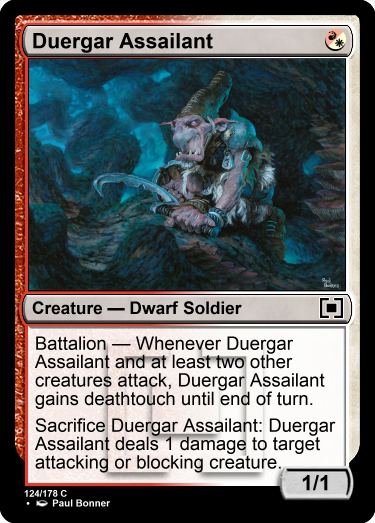 Duergar Assailant
Creature — Dwarf Soldier
Battalion — Whenever Duergar
Assailant and at least two other
creatures attack, Duergar Assailant
gains deathtouch until end of turn.
Sacrifice Duergar Assailant: Duergar
Assailant deals 1 damage to target
attacking or blocking creature.
1/1
124/178 C
• Paul Bonner